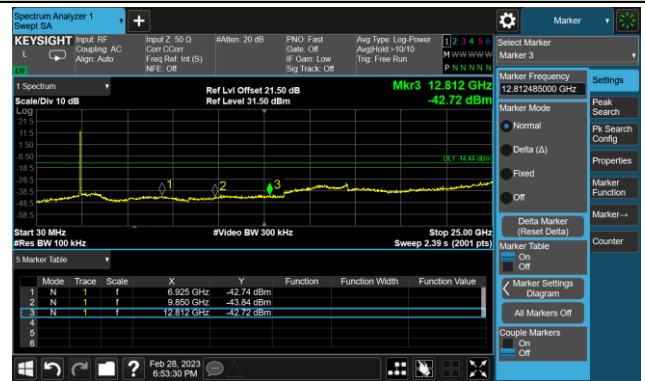 Spectrum Analyzer 1
Swept SA
+
Marker
KEYSIGHT
L
LW
Input: RF
Coupling: AC
Align: Auto
Input Z: 50 Ω
Corr CCorr
Freq Ref: Int (S)
NFE: Off
#Atten: 20 dB
PNO: Fast
Gate: Off
IF Gain: Low
Sig Track: Off
Avg Type: Log-Power
Avg|Hold:>10/10
Trig: Free Run
1 2 3 4 5 6
M W W W W W
P N N N N N
Select Marker
Marker 3
1 Spectrum
Scale/Div 10 dB
Log
Ref Lvl Offset 21.50 dB
Ref Level 31.50 dBm
Mkr3 12.812 GHz
-42.72 dBm
21.5
11.5
1.50
-8.50
-18.5
-28.5
-38.5
-48.5
-58.5
DL1 -14.44 dBm
1
2
3
Start 30 MHz
#Res BW 100 kHz
#Video BW 300 kHz
Stop 25.00 GHz
Sweep 2.39 s (2001 pts)
5 Marker Table
Mode Trace Scale X Y Function Function Width Function Value
1 N 1 f 6.925 GHz -42.74 dBm
2 N 1 f 9.850 GHz -43.84 dBm
3 N 1 f 12.812 GHz -42.72 dBm
4
5
6
Marker Frequency
12.812485000 GHz
Marker Mode
Normal
Delta (Δ)
Fixed
Off
Delta Marker
(Reset Delta)
Marker Table
On
Off
Marker Settings
Diagram
All Markers Off
Couple Markers
On
Off
Settings
Peak
Search
Pk Search
Config
Properties
Marker
Function
Marker→
Counter
?
Feb 28, 2023
6:53:30 PM